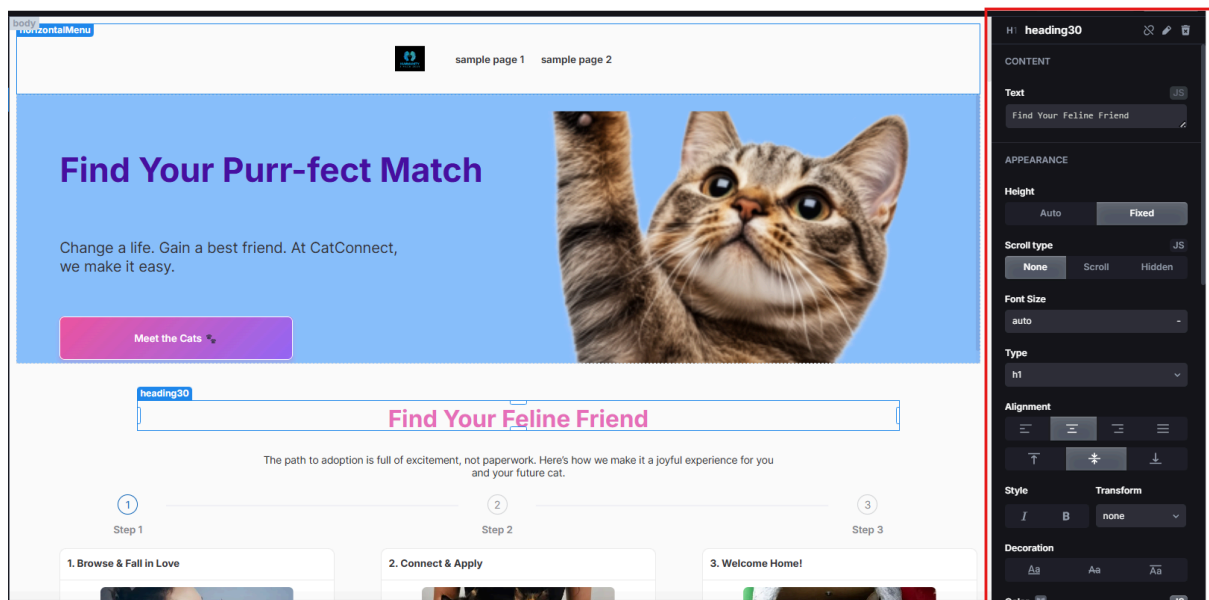 body
horizontalMenu
sample page 1 sample page 2
Find Your Purr-fect Match
Change a life. Gain a best friend. At CatConnect,
we make it easy.
Meet the Cats
heading30
Find Your Feline Friend
The path to adoption is full of excitement, not paperwork. Here's how we make it a joyful experience for you
and your future cat.
1 2 3
Step 1 Step 2 Step 3
1. Browse & Fall in Love 2. Connect & Apply 3. Welcome Home!
H1 heading30
CONTENT
Text JS
Find Your Feline Friend
APPEARANCE
Height
Auto Fixed
Scroll type JS
None Scroll Hidden
Font Size
auto -
Type
h1
Alignment
Style Transform
I B none
Decoration
Aa Aa Aa
Color JS